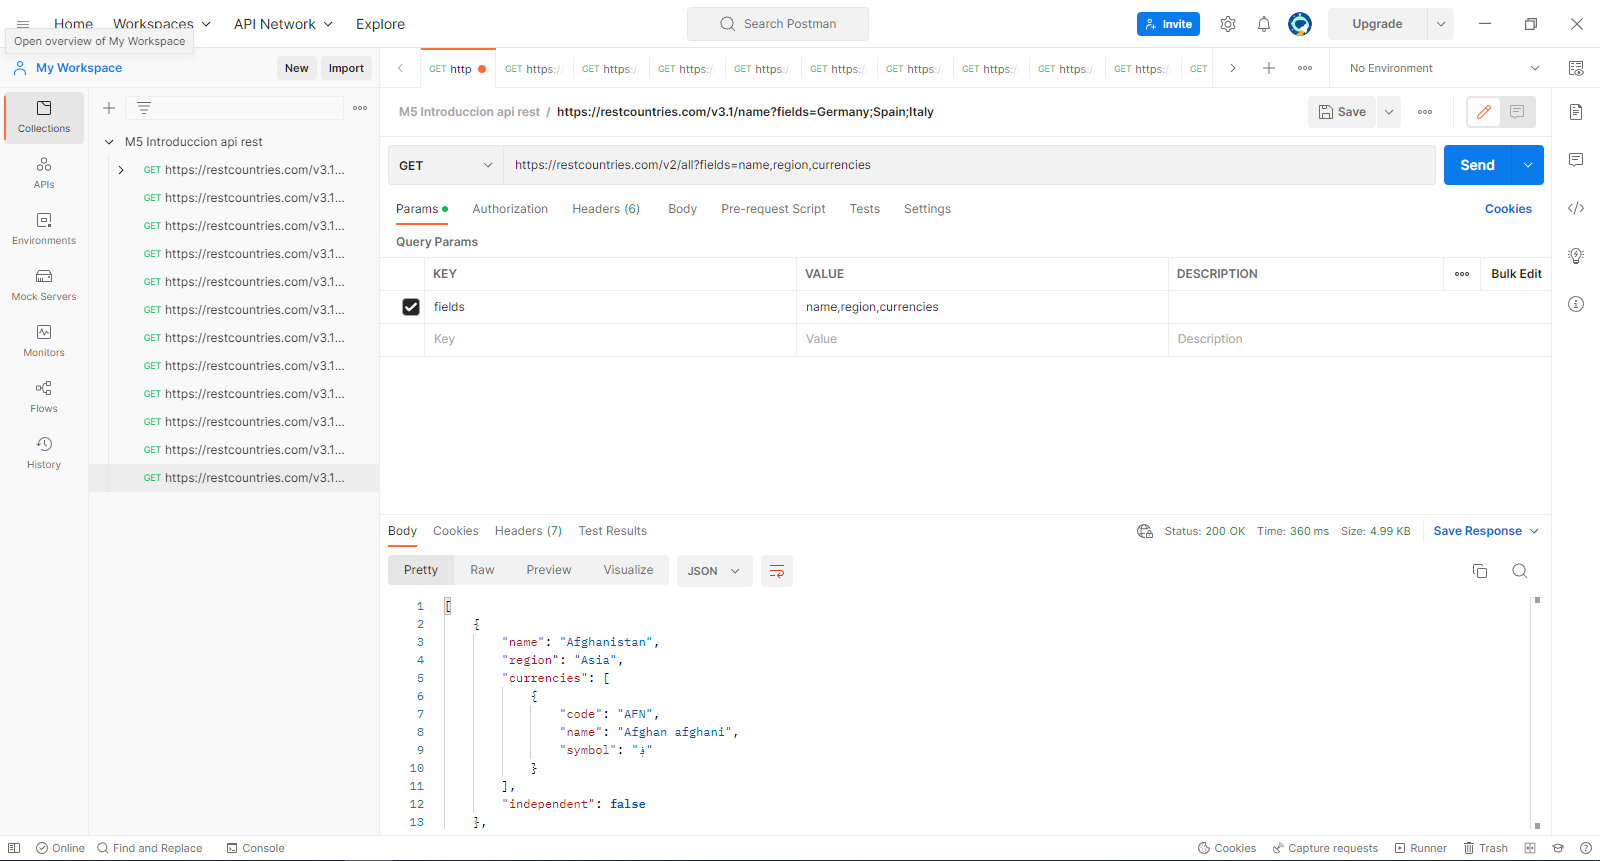 Home Workspaces API Network Explore
Search Postman
Invite
Upgrade
Open overview of My Workspace
My Workspace
New Import
GET http
GET https:/
GET https:/
GET https:/
GET https:/
GET https:/
GET https:/
GET https:/
GET https:/
GET https:/
GET
No Environment
Collections
APIs
Environments
Mock Servers
Monitors
Flows
History
M5 Introduccion api rest
GET https://restcountries.com/v3.1...
GET https://restcountries.com/v3.1...
GET https://restcountries.com/v3.1...
GET https://restcountries.com/v3.1...
GET https://restcountries.com/v3.1...
GET https://restcountries.com/v3.1...
GET https://restcountries.com/v3.1...
GET https://restcountries.com/v3.1...
GET https://restcountries.com/v3.1...
GET https://restcountries.com/v3.1...
GET https://restcountries.com/v3.1...
GET https://restcountries.com/v3.1...
M5 Introduccion api rest / https://restcountries.com/v3.1/name?fields=Germany;Spain;Italy
Save
GET https://restcountries.com/v2/all?fields=name,region,currencies
Send
Params Authorization Headers (6) Body Pre-request Script Tests Settings
Cookies
Query Params
KEY VALUE DESCRIPTION
Bulk Edit
fields name,region,currencies
Key Value Description
Body Cookies Headers (7) Test Results
Status: 200 OK Time: 360 ms Size: 4.99 KB
Save Response
Pretty Raw Preview Visualize
JSON
1 [
2 {
3 "name": "Afghanistan",
4 "region": "Asia",
5 "currencies": [
6 {
7 "code": "AFN",
8 "name": "Afghan afghani",
9 "symbol": "؋"
10 }
11 ],
12 "independent": false
13 },
Online Find and Replace Console
Cookies Capture requests Runner Trash